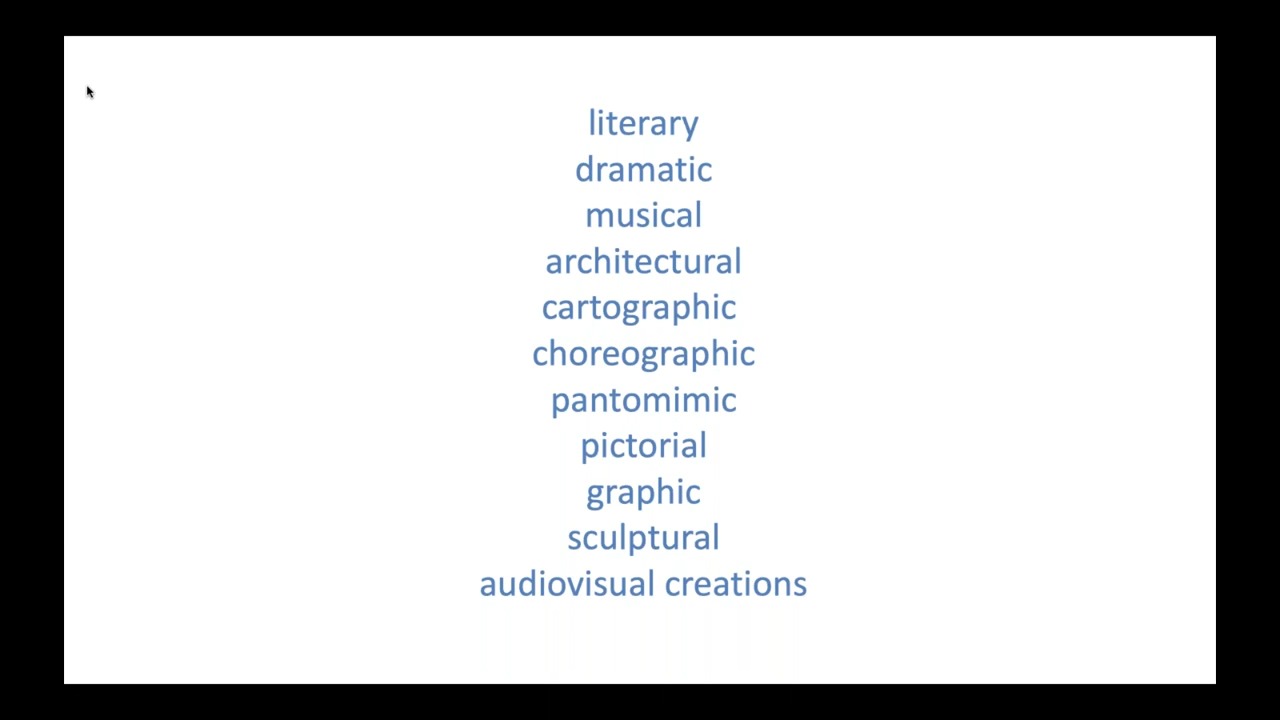 literary
dramatic
musical
architectural
cartographic
choreographic
pantomimic
pictorial
graphic
sculptural
audiovisual creations